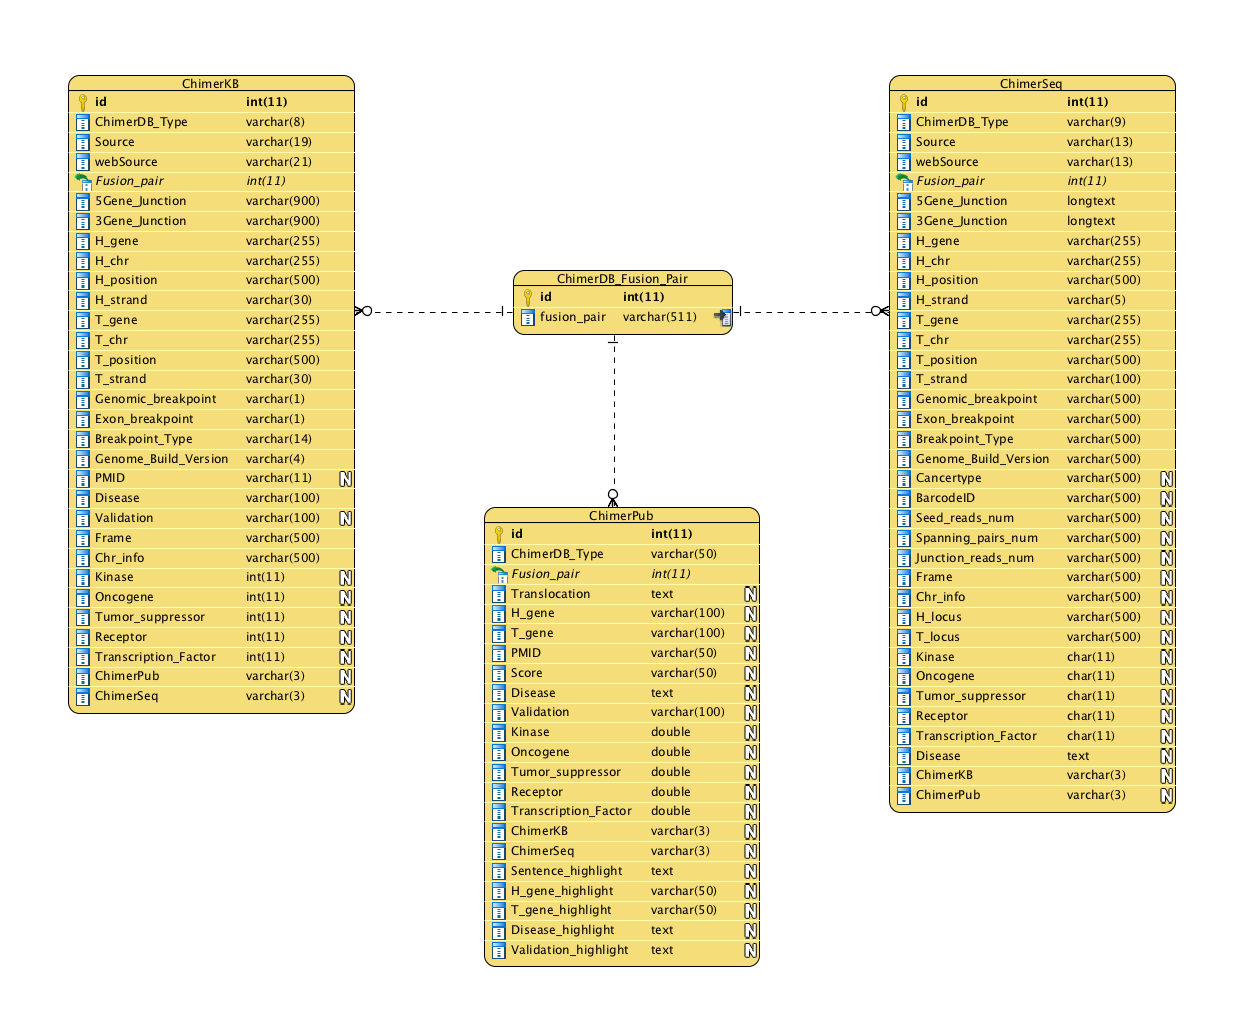 ChimerKB
id int(11)
ChimerDB_Type varchar(8)
Source varchar(19)
webSource varchar(21)
Fusion_pair int(11)
5Gene_Junction varchar(900)
3Gene_Junction varchar(900)
H_gene varchar(255)
H_chr varchar(255)
H_position varchar(500)
H_strand varchar(30)
T_gene varchar(255)
T_chr varchar(255)
T_position varchar(500)
T_strand varchar(30)
Genomic_breakpoint varchar(1)
Exon_breakpoint varchar(1)
Breakpoint_Type varchar(14)
Genome_Build_Version varchar(4)
PMID varchar(11) N
Disease varchar(100)
Validation varchar(100) N
Frame varchar(500)
Chr_info varchar(500)
Kinase int(11) N
Oncogene int(11) N
Tumor_suppressor int(11) N
Receptor int(11) N
Transcription_Factor int(11) N
ChimerPub varchar(3) N
ChimerSeq varchar(3) N
ChimerDB_Fusion_Pair
id int(11)
fusion_pair varchar(511)
ChimerPub
id int(11)
ChimerDB_Type varchar(50)
Fusion_pair int(11)
Translocation text N
H_gene varchar(100) N
T_gene varchar(100) N
PMID varchar(50) N
Score varchar(50) N
Disease text N
Validation varchar(100) N
Kinase double N
Oncogene double N
Tumor_suppressor double N
Receptor double N
Transcription_Factor double N
ChimerKB varchar(3) N
ChimerSeq varchar(3) N
Sentence_highlight text N
H_gene_highlight varchar(50) N
T_gene_highlight varchar(50) N
Disease_highlight text N
Validation_highlight text N
ChimerSeq
id int(11)
ChimerDB_Type varchar(9)
Source varchar(13)
webSource varchar(13)
Fusion_pair int(11)
5Gene_Junction longtext
3Gene_Junction longtext
H_gene varchar(255)
H_chr varchar(255)
H_position varchar(500)
H_strand varchar(5)
T_gene varchar(255)
T_chr varchar(255)
T_position varchar(500)
T_strand varchar(100)
Genomic_breakpoint varchar(500)
Exon_breakpoint varchar(500)
Breakpoint_Type varchar(500)
Genome_Build_Version varchar(500)
Cancertype varchar(500) N
BarcodeID varchar(500) N
Seed_reads_num varchar(500) N
Spanning_pairs_num varchar(500) N
Junction_reads_num varchar(500) N
Frame varchar(500) N
Chr_info varchar(500) N
H_locus varchar(500) N
T_locus varchar(500) N
Kinase char(11) N
Oncogene char(11) N
Tumor_suppressor char(11) N
Receptor char(11) N
Transcription_Factor char(11) N
Disease text N
ChimerKB varchar(3) N
ChimerPub varchar(3) N